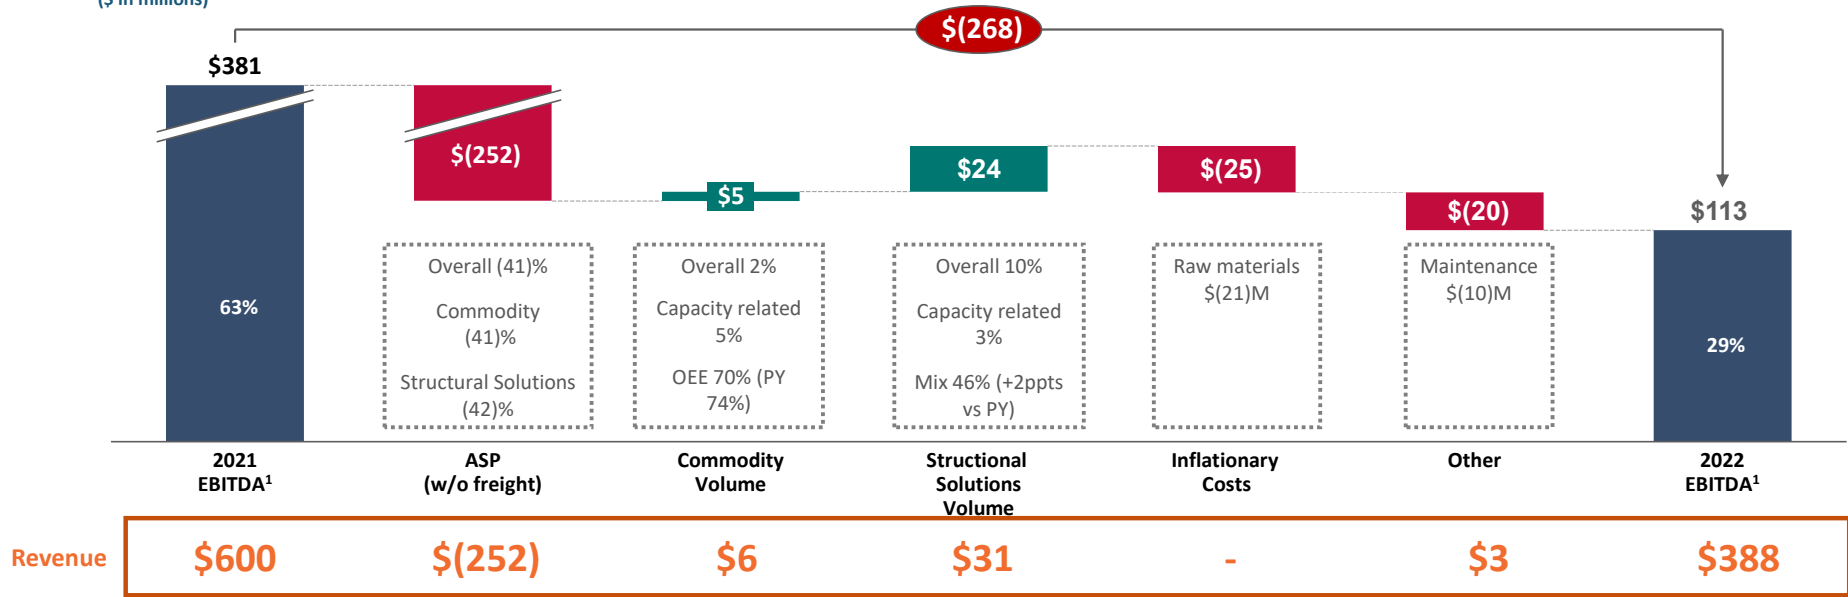 ($ in millions)
$(268)
$381
$(252)
$5
$24
$(25)
$(20)
$113
63%
29%
Overall (41)%
Commodity
(41)%
Structural Solutions
(42)%
Overall 2%
Capacity related
5%
OEE 70% (PY
74%)
Overall 10%
Capacity related
3%
Mix 46% (+2ppts
vs PY)
Raw materials
$(21)M
Maintenance
$(10)M
2021
EBITDA¹
ASP
(w/o freight)
Commodity
Volume
Structional
Solutions
Volume
Inflationary
Costs
Other
2022
EBITDA¹
Revenue
$600
$(252)
$6
$31
-
$3
$388